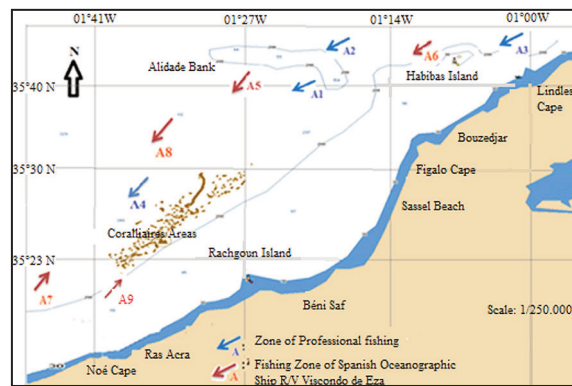 01°41W 01°27W 01°14W 01°00W
N
A2
A3
A6
Alidade Bank
Habibas Island
35°40 N
A5
A1
Lindles Cape
Bouzedjar
A8
35°30 N
Figalo Cape
A4
Sassel Beach
Coralliaires Areas
Rachgoun Island
35°23 N
A7
A9
Béni Saf
Scale: 1/250.000
Ras Acra
Noé Cape
A Zone of Professional fishing
A Fishing Zone of Spanish Oceanographic
Ship R/V Viscondo de Eza